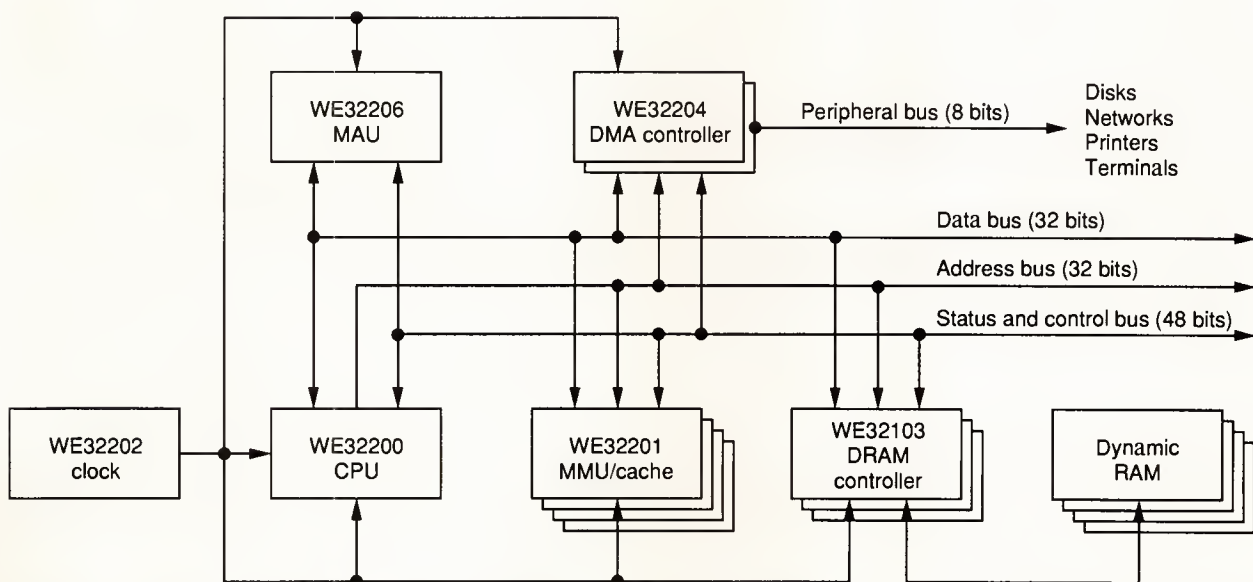 WE32206
MAU
WE32204
DMA controller
Peripheral bus (8 bits)
Disks
Networks
Printers
Terminals
Data bus (32 bits)
Address bus (32 bits)
Status and control bus (48 bits)
WE32202
clock
WE32200
CPU
WE32201
MMU/cache
WE32103
DRAM
controller
Dynamic
RAM